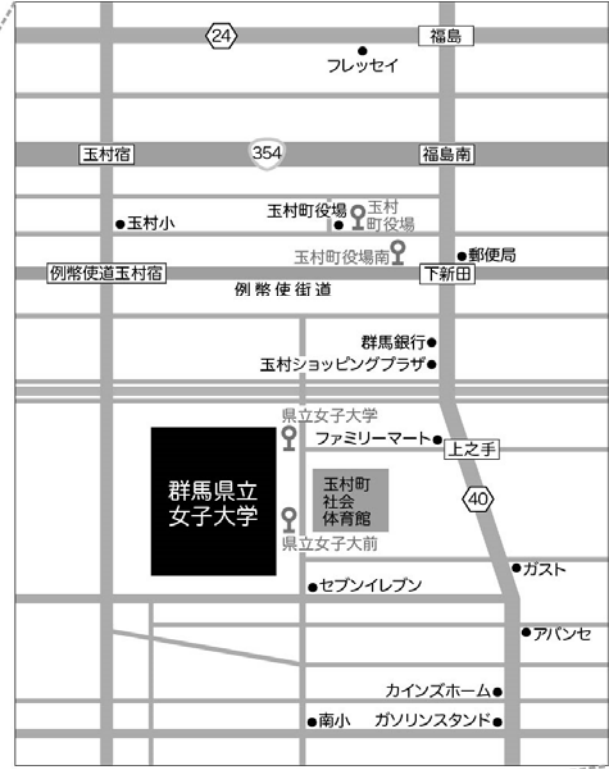 24
福島
フレッセイ
玉村宿
354
福島南
玉村町役場
玉村
町役場
玉村小
玉村町役場南
郵便局
例幣使道玉村宿
下新田
例幣使街道
群馬銀行
玉村ショッピングプラザ
県立女子大学
ファミリーマート
上之手
群馬県立
女子大学
玉村町
社会
体育館
40
県立女子大前
ガスト
セブンイレブン
アバンセ
カインズホーム
南小
ガソリンスタンド